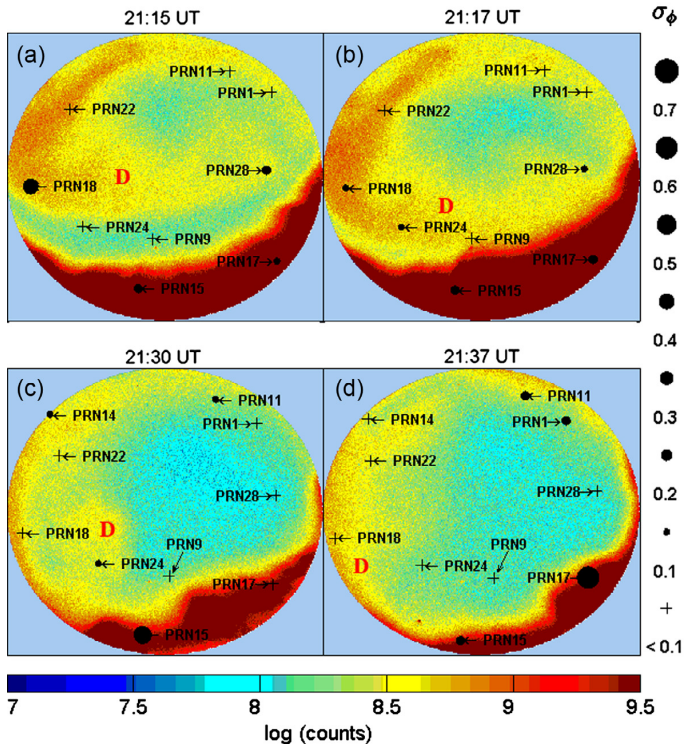 21:15 UT
21:17 UT
σϕ
(a)
PRN11
PRN1
PRN22
PRN18
D
PRN28
PRN24
PRN9
PRN17
PRN15
(b)
PRN11
PRN1
PRN22
PRN28
PRN18
D
PRN24
PRN9
PRN17
PRN15
0.7
0.6
0.5
0.4
0.3
0.2
0.1
<0.1
21:30 UT
21:37 UT
(c)
PRN11
PRN14
PRN1
PRN22
PRN28
PRN18
D
PRN9
PRN24
PRN17
PRN15
(d)
PRN11
PRN14
PRN1
PRN22
PRN28
PRN18
PRN9
D
PRN24
PRN17
PRN15
7 7.5 8 8.5 9 9.5
log (counts)